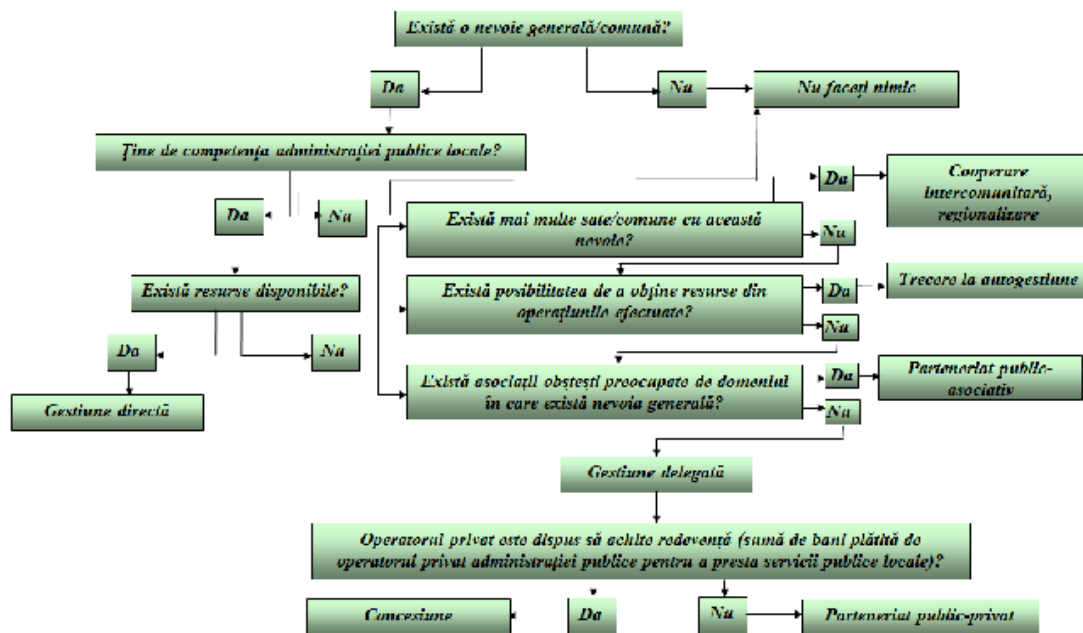 Există o nevoie generală/comună?
Da
Nu
Nu faceți nimic
Ține de competența administrației publice locale?
Da
Nu
Da
Cooperare
intercomunitară,
regionalizare
Există mai multe sate/comune cu această
nevoie?
Nu
Există resurse disponibile?
Există posibilitatea de a obține resurse din
operațiunile efectuate?
Da
Trecere la autogestiune
Nu
Da
Nu
Există asociații obștești preocupate de domeniul
în care există nevoia generală?
Da
Parteneriat public-
asociativ
Nu
Gestiune directă
Gestiune delegată
Operatorul privat este dispus să achite redevență (sumă de bani plătită de
operatorul privat administrației publice pentru a presta servicii publice locale)?
Concesiune
Da
Nu
Parteneriat public-privat